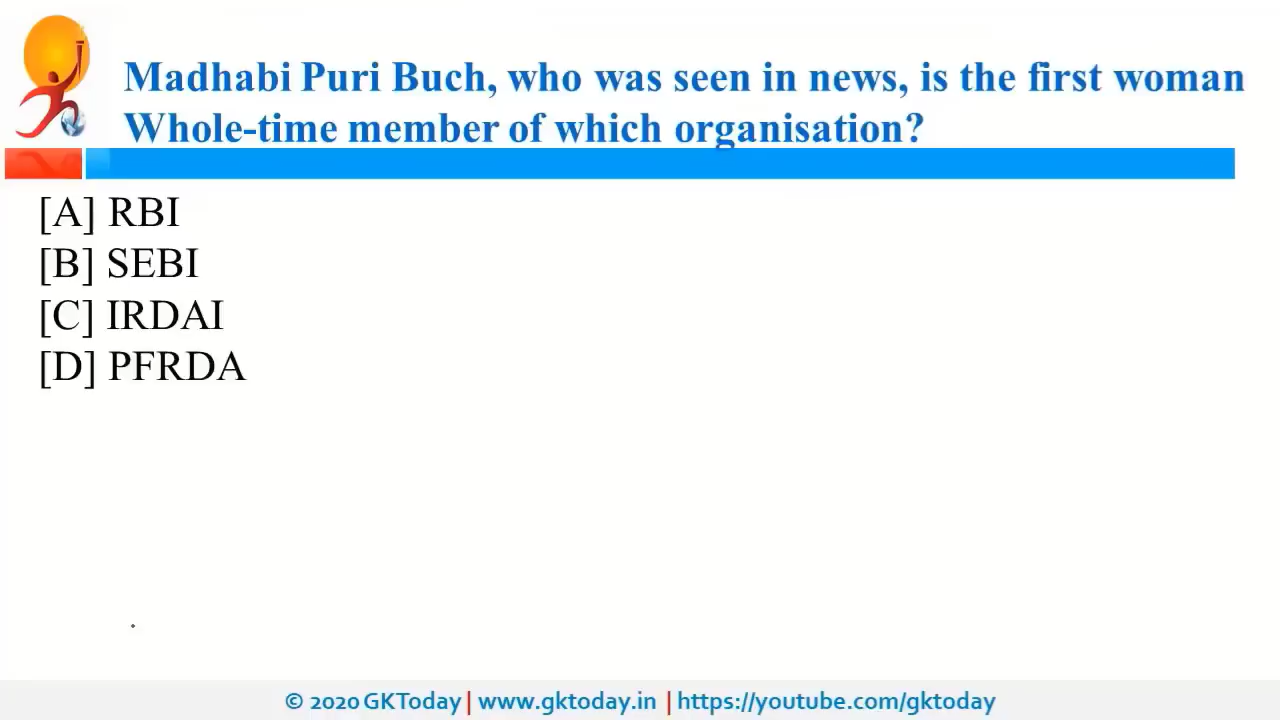 Madhabi Puri Buch, who was seen in news, is the first woman
Whole-time member of which organisation?
[A] RBI
[B] SEBI
[C] IRDAI
[D] PFRDA
© 2020 GKToday | www.gktoday.in | https://youtube.com/gktoday